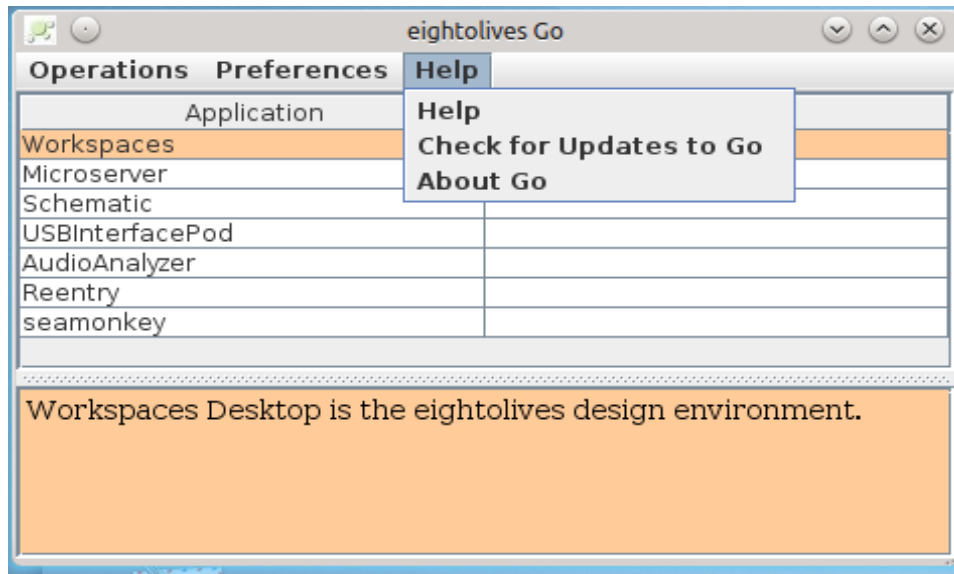 eightolives Go
Operations Preferences Help
Help
Check for Updates to Go
About Go
Application
Workspaces
Microserver
Schematic
USBInterfacePod
AudioAnalyzer
Reentry
seamonkey
Workspaces Desktop is the eightolives design environment.